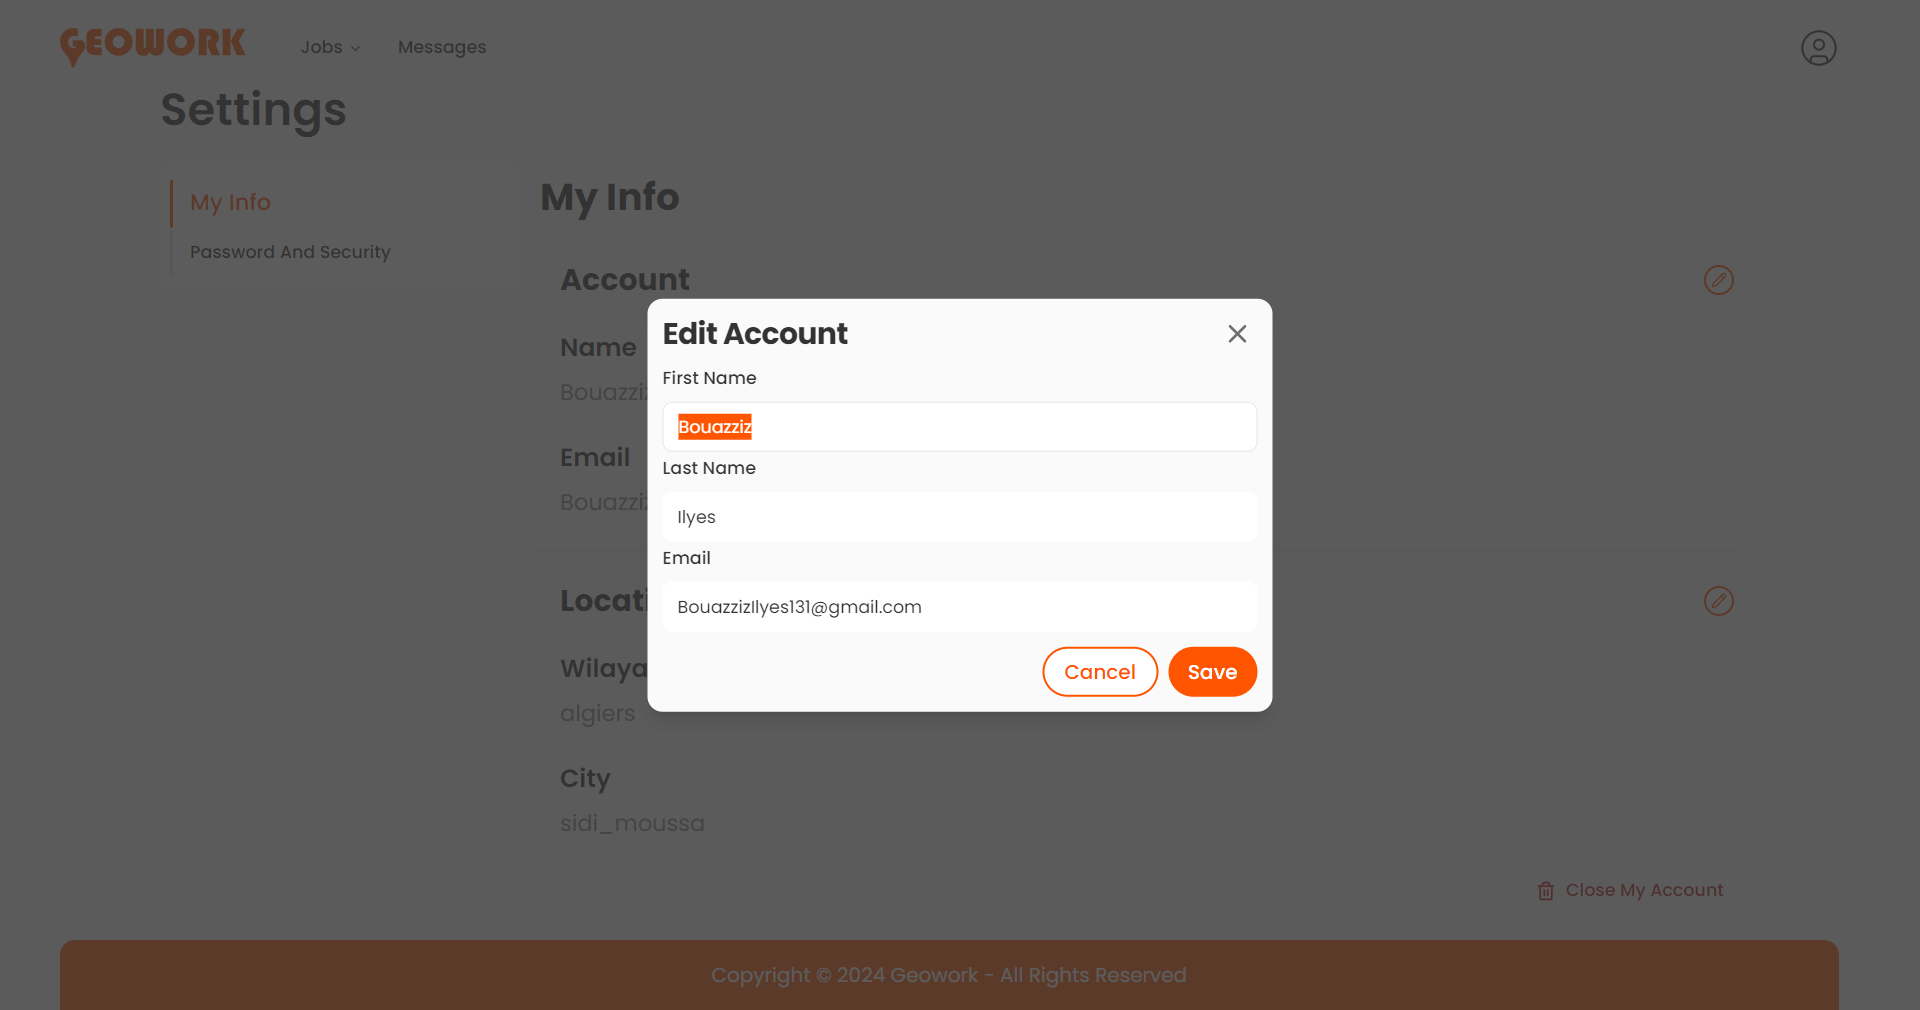 GEOWORK
Jobs
Messages
Settings
My Info
Password And Security
My Info
Account
Name
Bouazziz
Email
Bouazziz
Edit Account
First Name
Bouazziz
Last Name
Ilyes
Email
BouazzizIlyes131@gmail.com
Cancel
Save
Locati
Wilaya
algiers
City
sidi_moussa
Close My Account
Copyright © 2024 Geowork - All Rights Reserved